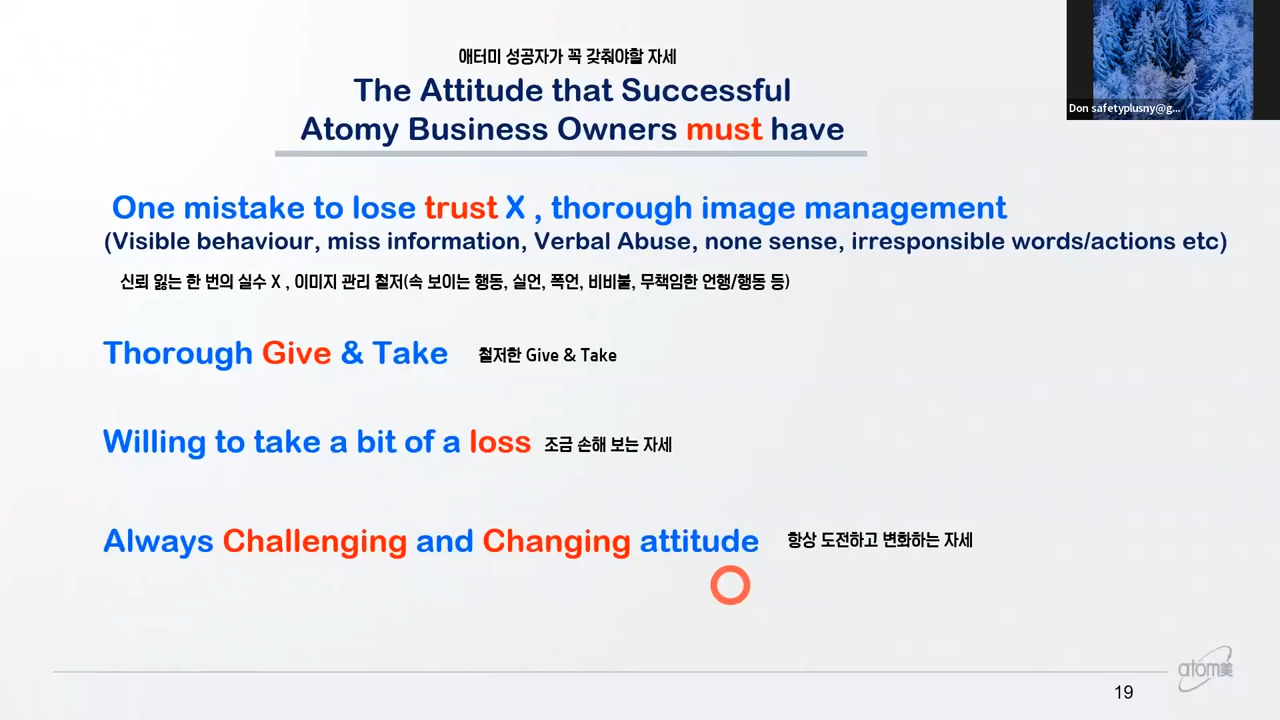 애터미 성공자가 꼭 갖춰야할 자세
The Attitude that Successful
Atomy Business Owners must have
Don safetyplusny@g...
One mistake to lose trust X , thorough image management
(Visible behaviour, miss information, Verbal Abuse, none sense, irresponsible words/actions etc)
신뢰 잃는 한 번의 실수 X , 이미지 관리 철저(속 보이는 행동, 실언, 폭언, 비비불, 무책임한 언행/행동 등)
Thorough Give & Take 철저한 Give & Take
Willing to take a bit of a loss 조금 손해 보는 자세
Always Challenging and Changing attitude 항상 도전하고 변화하는 자세
atom美
19